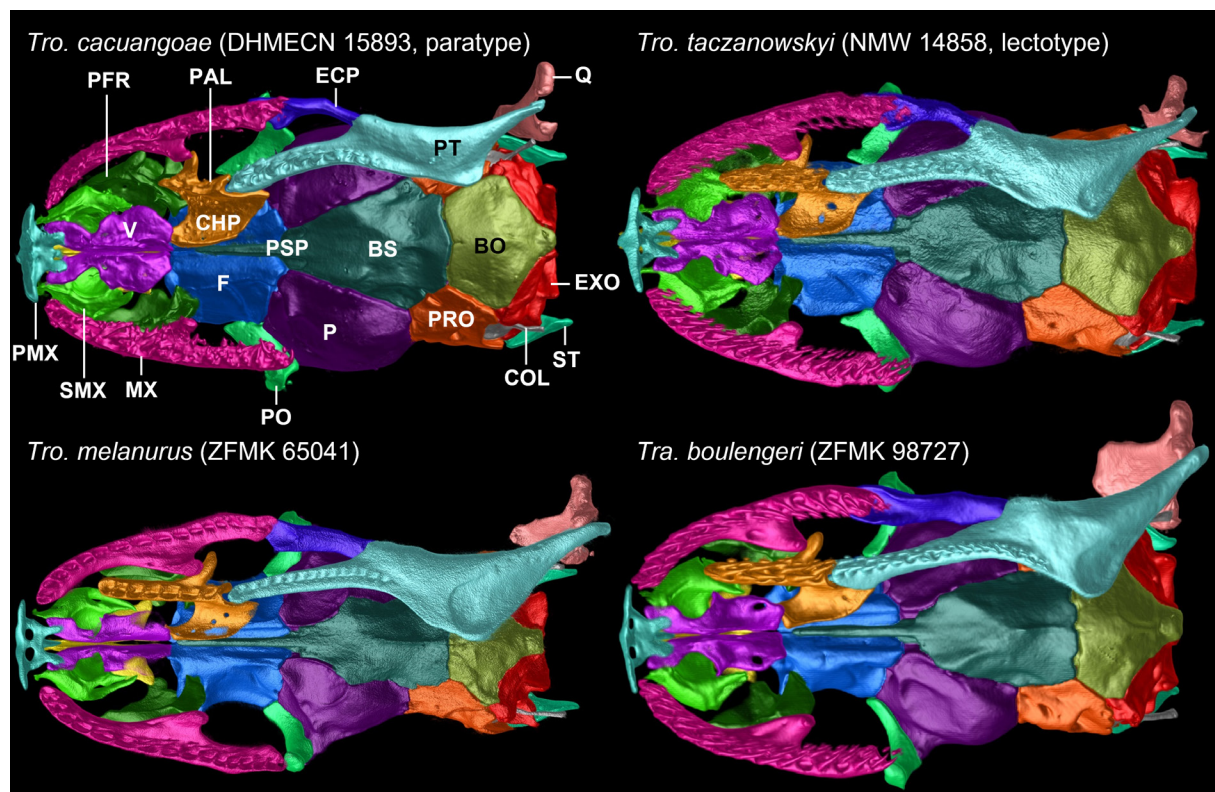 Tro. cacuangoae (DHMECN 15893, paratype)
Tro. taczanowskyi (NMW 14858, lectotype)
PFR
PAL
ECP
Q
PT
V
CHP
PSP
BS
BO
F
EXO
P
PRO
PMX
SMX
MX
PO
COL
ST
Tro. melanurus (ZFMK 65041)
Tra. boulengeri (ZFMK 98727)